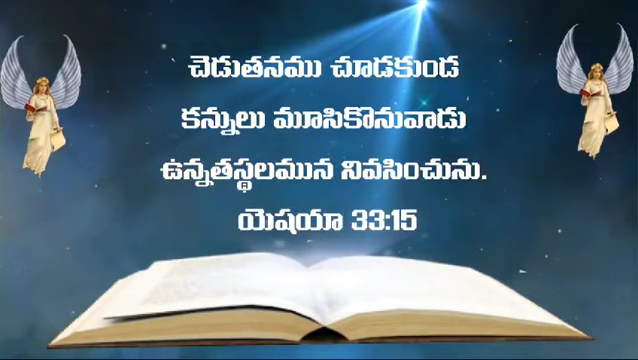 చెడుతనము చూడకుండ
కన్నులు మూసికొనువాడు
ఉన్నతస్థలమున నివసించును.
యెషయా 33:15